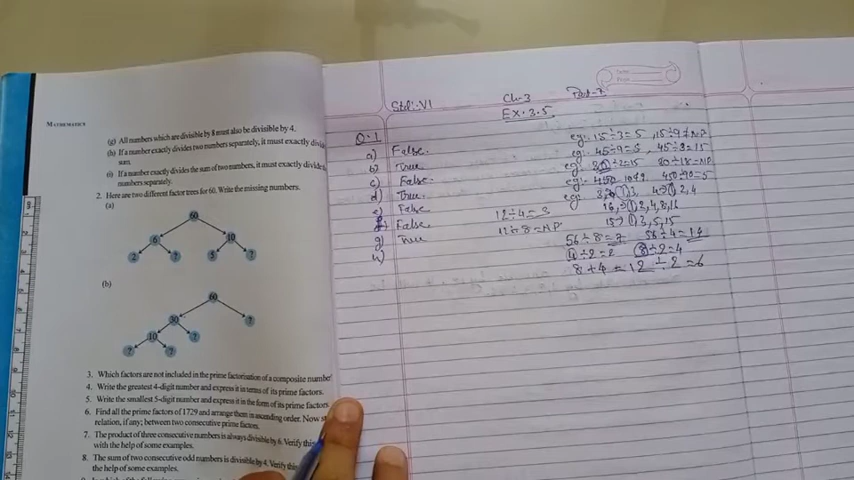 MATHEMATICS
(g) All numbers which are divisible by 8 must also be divisible by 4.
(h) If a number exactly divides two numbers separately, it must exactly divide
sum.
(i) If a number exactly divides the sum of two numbers, it must exactly divide
numbers separately.
2. Here are two different factor trees for 60. Write the missing numbers.
(a)
60
6 10
2 ? 5 ?
(b)
60
30 ?
10 ?
? ?
3. Which factors are not included in the prime factorisation of a composite number
4. Write the greatest 4-digit number and express it in terms of its prime factors.
5. Write the smallest 5-digit number and express it in the form of its prime factors.
6. Find all the prime factors of 1729 and arrange them in ascending order. Now
relation, if any; between two consecutive prime factors.
7. The product of three consecutive numbers is always divisible by 6. Verify this
with the help of some examples.
8. The sum of two consecutive odd numbers is divisible by 4. Verify this
the help of some examples.
Std:-VI Ch-3
EX.3.5
Q.1
a) False. eg:- 15÷3=5
b) True eg:- 45÷9=5, 45÷3=15
c) False. eg
d) True. eg:- 450÷10=
e) False
f) False. 12÷4=3
g) True 12÷8=NP 56÷8=7
h) 4÷2=2 8÷2=4
8+4=12÷2=6